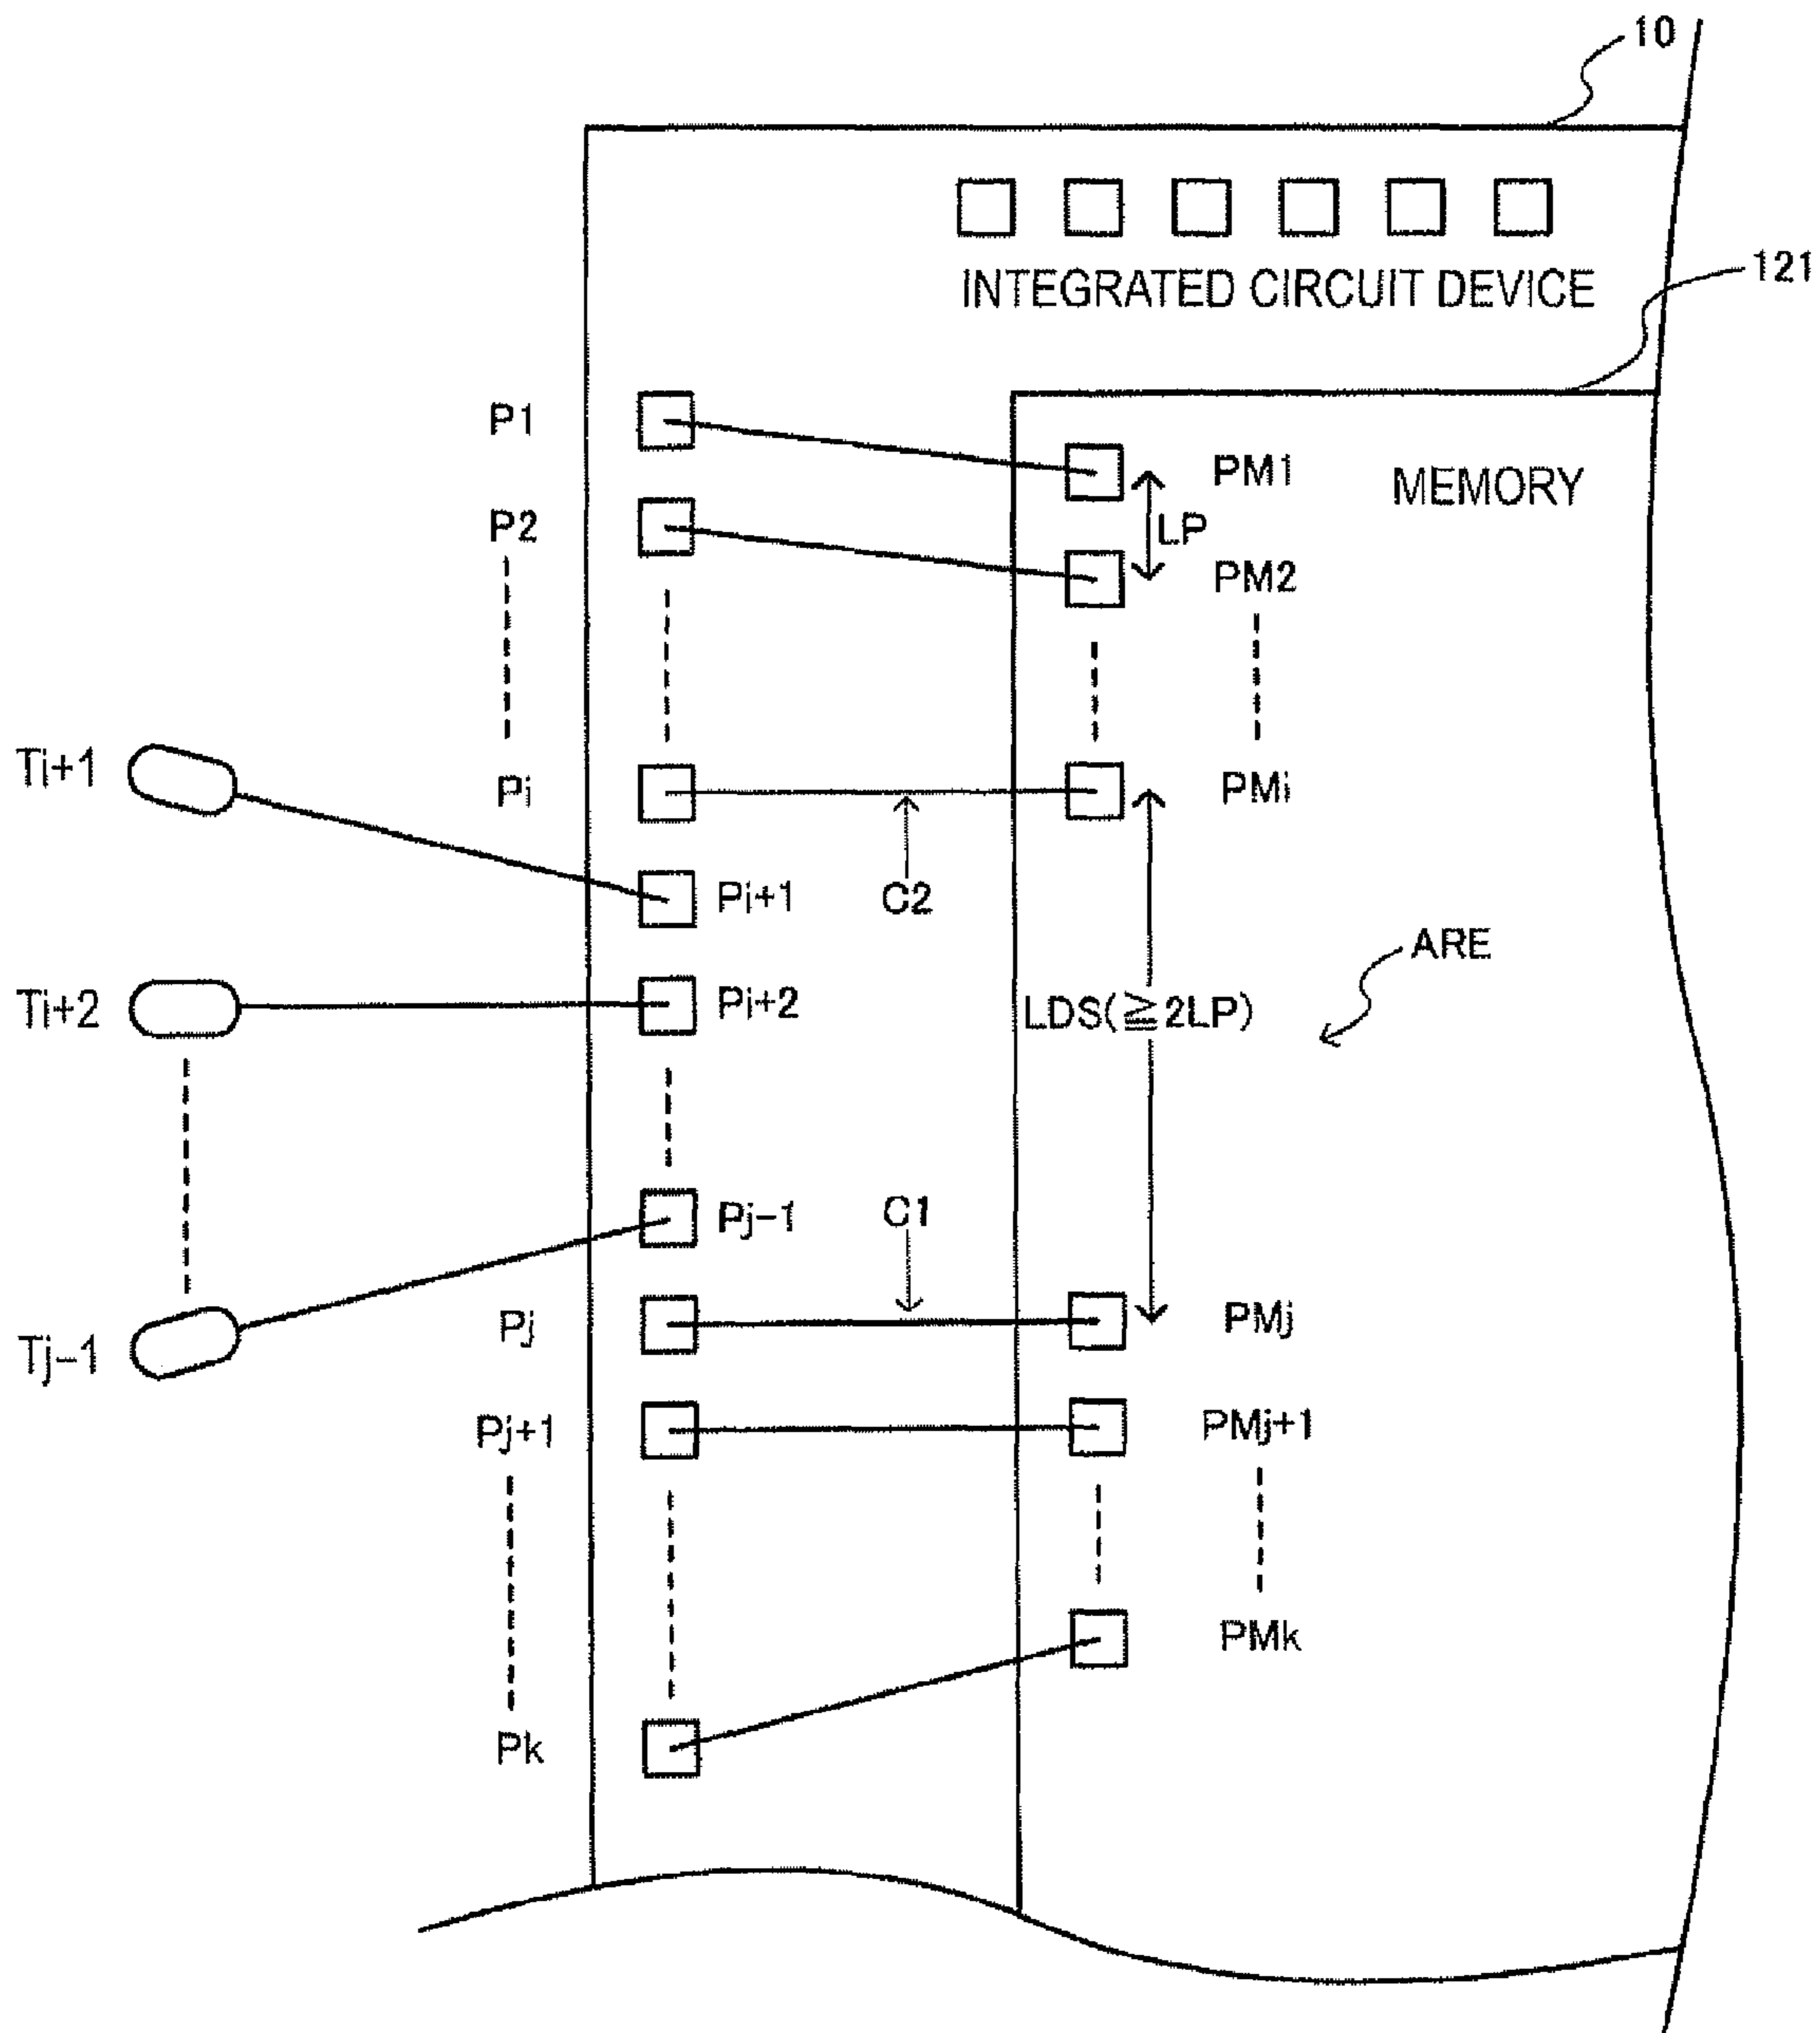 10
INTEGRATED CIRCUIT DEVICE
121
P1
PM1
MEMORY
P2
LP
PM2
Ti+1
Pi
PMi
Pi+1
C2
ARE
Ti+2
Pi+2
LDS(≧2LP)
Pj-1
C1
Tj-1
Pj
PMj
Pj+1
PMj+1
PMk
Pk